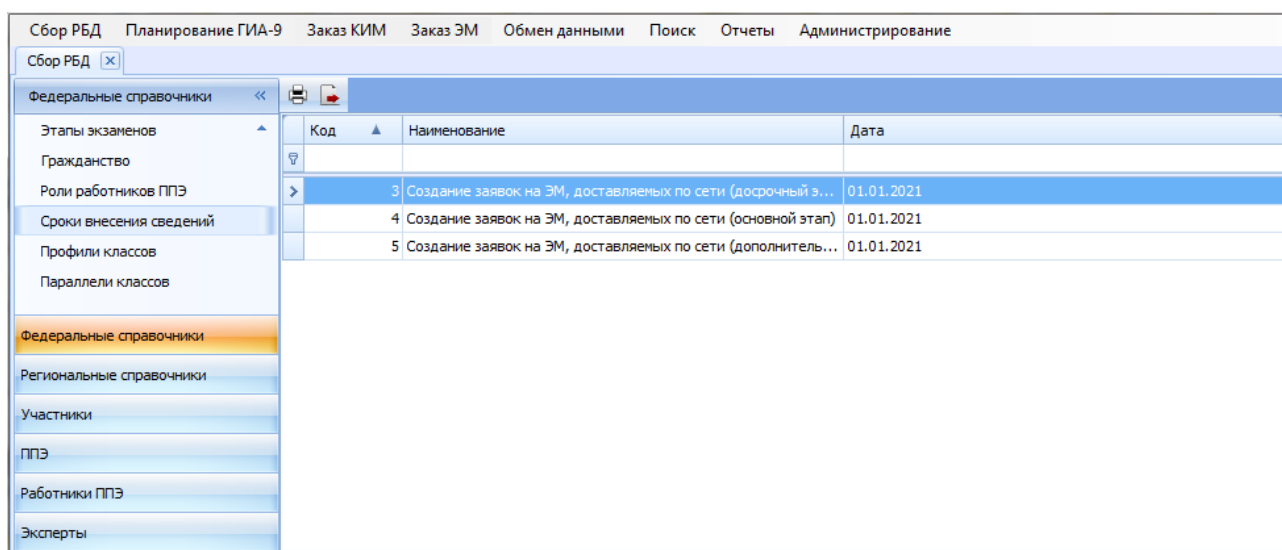 Сбор РБД Планирование ГИА-9 Заказ КИМ Заказ ЭМ Обмен данными Поиск Отчеты Администрирование
Сбор РБД
Федеральные справочники «
Этапы экзаменов
Гражданство
Роли работников ППЭ
Сроки внесения сведений
Профили классов
Параллели классов
Федеральные справочники
Региональные справочники
Участники
ППЭ
Работники ППЭ
Эксперты
Код Наименование Дата
3 Создание заявок на ЭМ, доставляемых по сети (досрочный э... 01.01.2021
4 Создание заявок на ЭМ, доставляемых по сети (основной этап) 01.01.2021
5 Создание заявок на ЭМ, доставляемых по сети (дополнитель... 01.01.2021